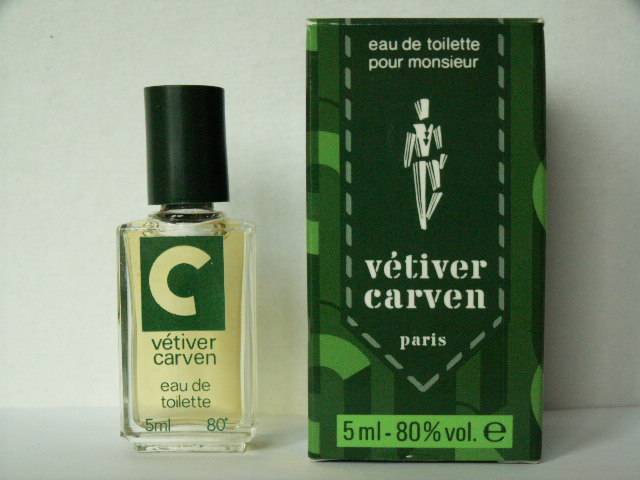 C
vétiver
carven
eau de
toilette
5ml 80°
eau de toilette
pour monsieur
vétiver
carven
paris
5 ml - 80% vol. e